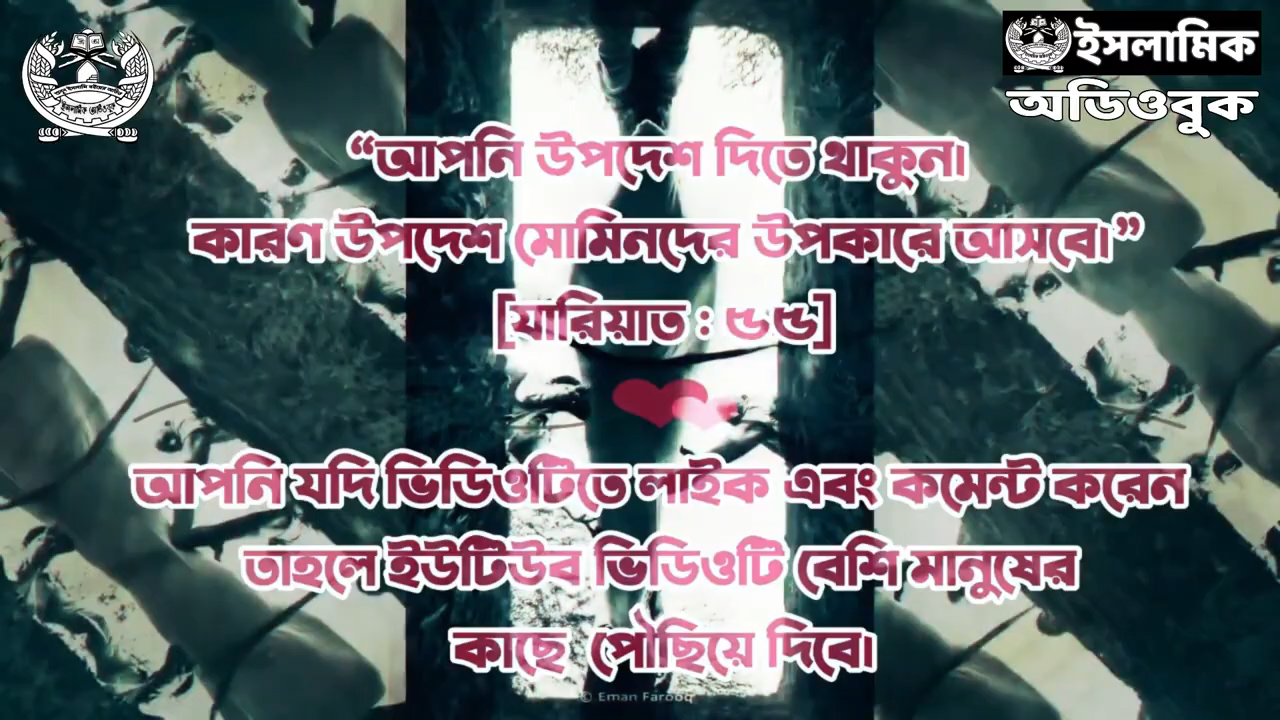 ইসলামিক
অডিওবুক
“আপনি উপদেশ দিতে থাকুন।
কারণ উপদেশ মোমিনদের উপকারে আসবে।”
[যারিয়াত : ৫৫]
আপনি যদি ভিডিওটিতে লাইক এবং কমেন্ট করেন
তাহলে ইউটিউব ভিডিওটি বেশি মানুষের
কাছে পৌছিয়ে দিবে।
© Eman Farooq